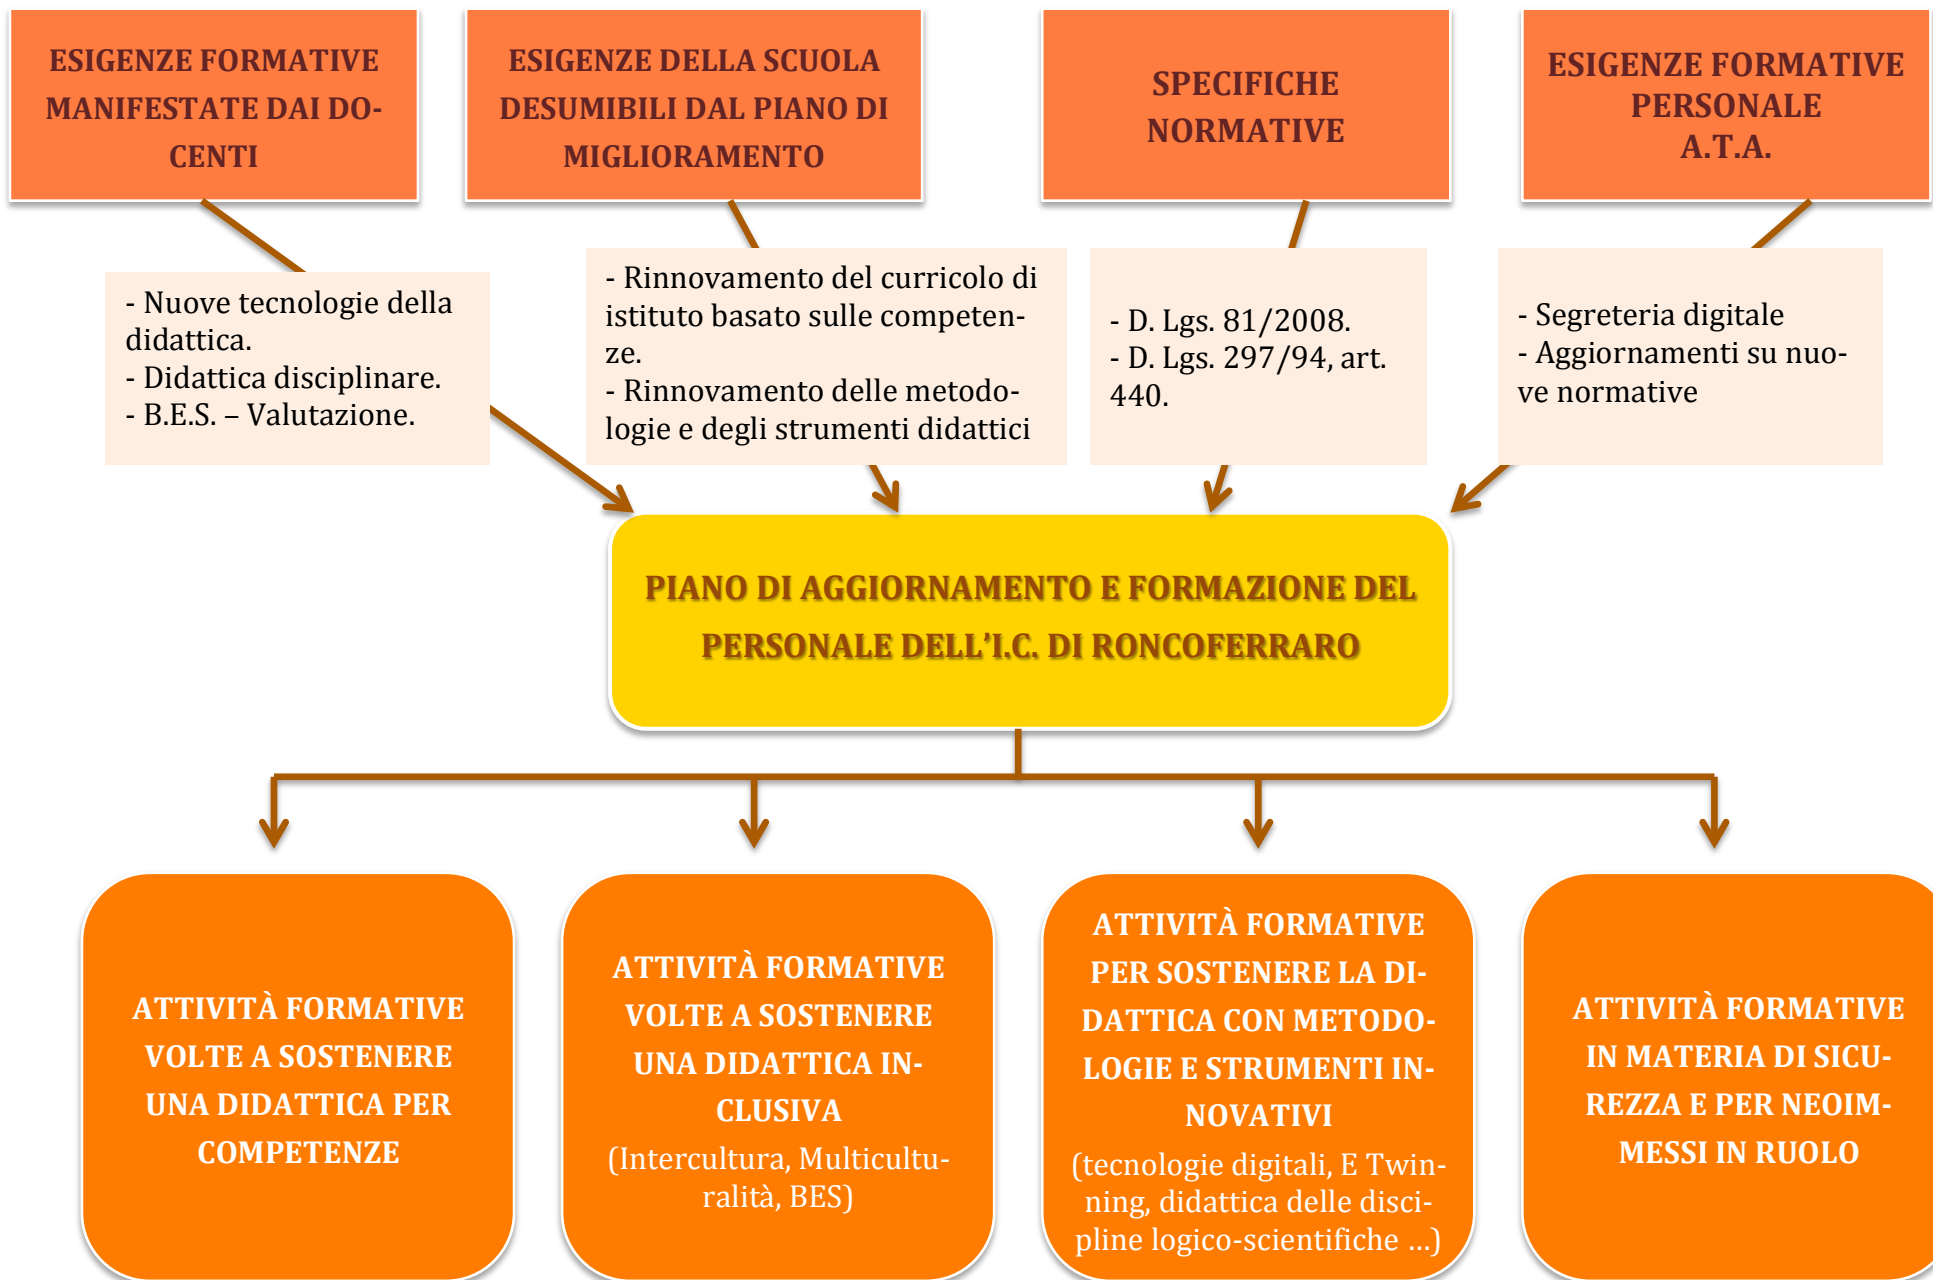 ESIGENZE FORMATIVE
MANIFESTATE DAI DO-
CENTI
ESIGENZE DELLA SCUOLA
DESUMIBILI DAL PIANO DI
MIGLIORAMENTO
SPECIFICHE
NORMATIVE
ESIGENZE FORMATIVE
PERSONALE
A.T.A.
- Nuove tecnologie della
didattica.
- Didattica disciplinare.
- B.E.S. – Valutazione.
- Rinnovamento del curricolo di
istituto basato sulle competen-
ze.
- Rinnovamento delle metodo-
logie e degli strumenti didattici
- D. Lgs. 81/2008.
- D. Lgs. 297/94, art.
440.
- Segreteria digitale
- Aggiornamenti su nuo-
ve normative
PIANO DI AGGIORNAMENTO E FORMAZIONE DEL
PERSONALE DELL’I.C. DI RONCOFERRARO
ATTIVITÀ FORMATIVE
VOLTE A SOSTENERE
UNA DIDATTICA PER
COMPETENZE
ATTIVITÀ FORMATIVE
VOLTE A SOSTENERE
UNA DIDATTICA IN-
CLUSIVA
(Intercultura, Multicultu-
ralità, BES)
ATTIVITÀ FORMATIVE
PER SOSTENERE LA DI-
DATTICA CON METODO-
LOGIE E STRUMENTI IN-
NOVATIVI
(tecnologie digitali, E Twin-
ning, didattica delle disci-
pline logico-scientifiche …)
ATTIVITÀ FORMATIVE
IN MATERIA DI SICU-
REZZA E PER NEOIM-
MESSI IN RUOLO